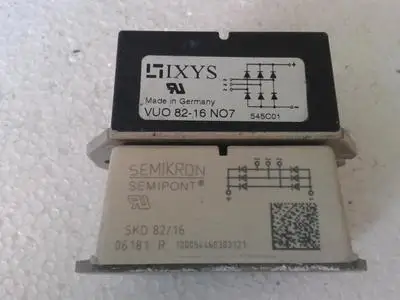 IXYS
Made in Germany
VUO 82-16 NO7
545C01
SEMIKRON
SEMIPONT®
SKD 82/16
06181 R